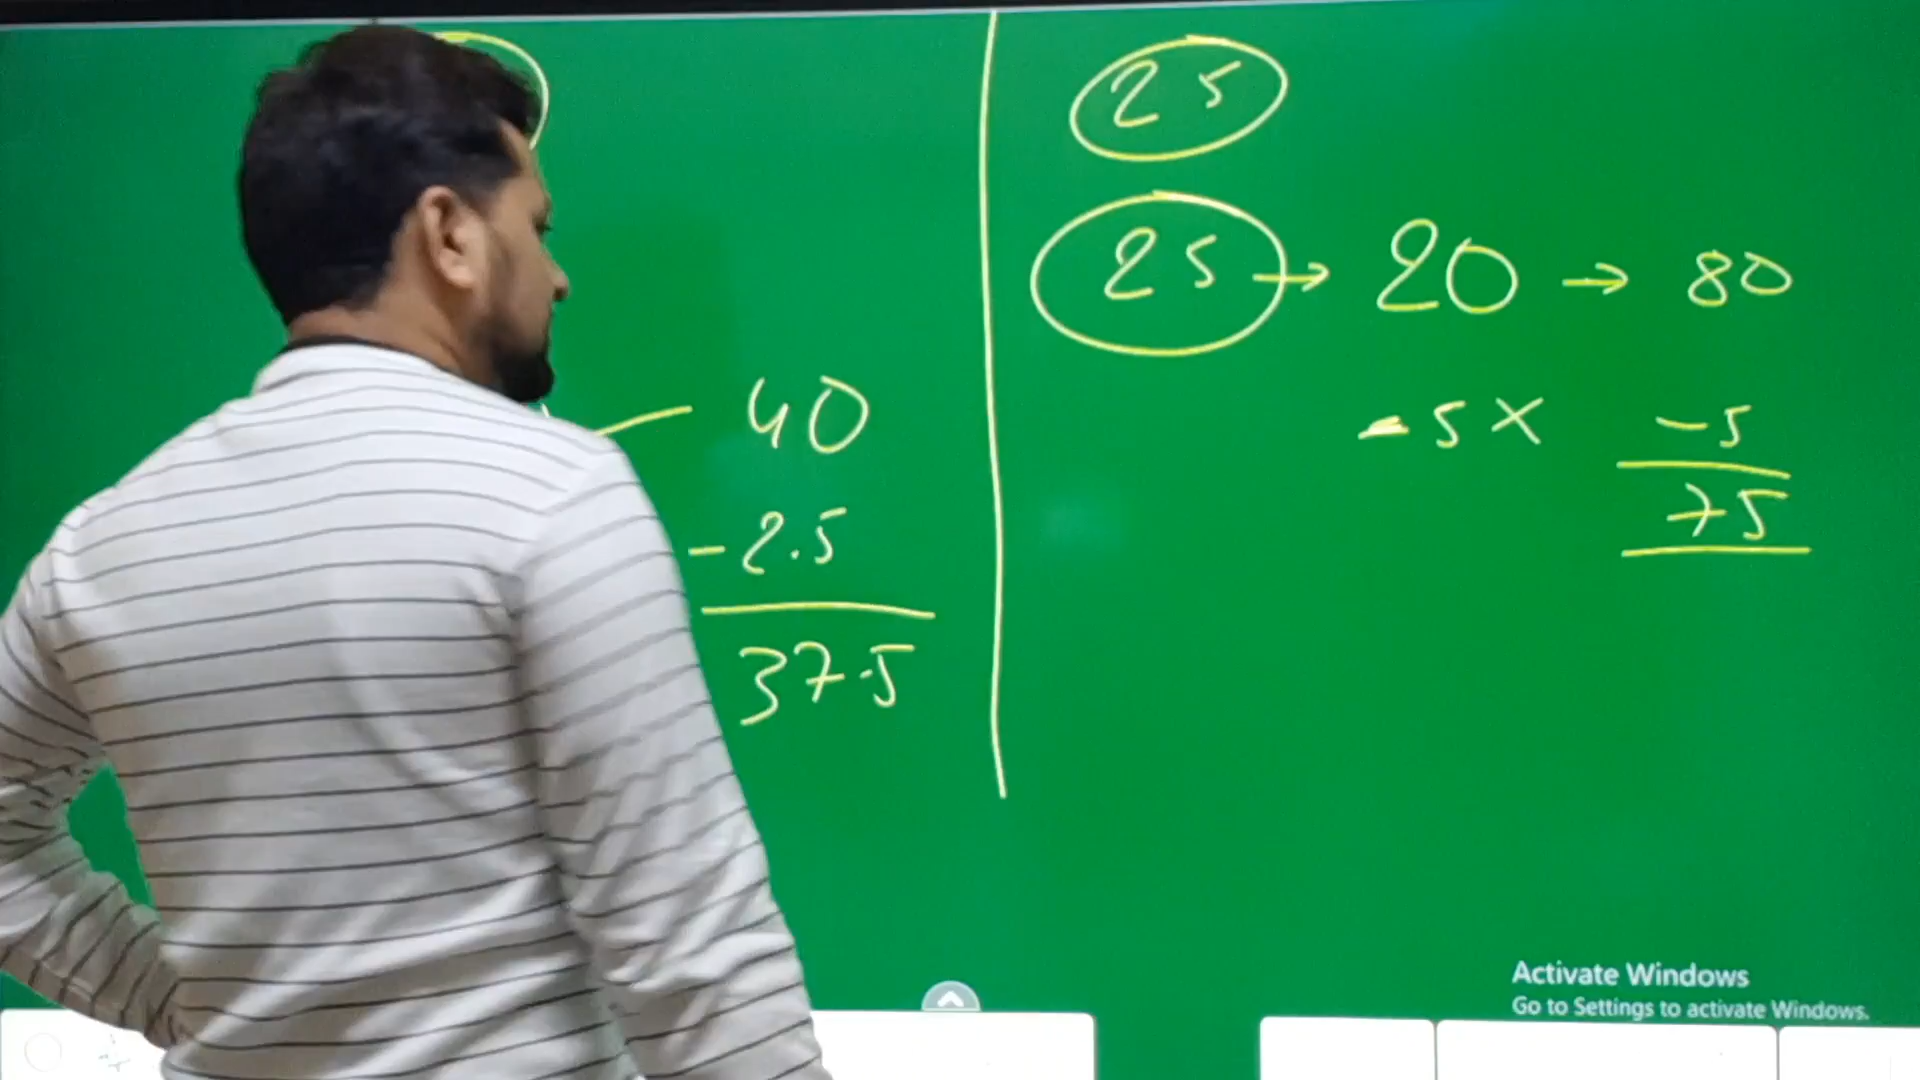 25
25 → 20 → 80
40
- 5 X
- 5
- 2.5
75
37.5
Activate Windows
Go to Settings to activate Windows.